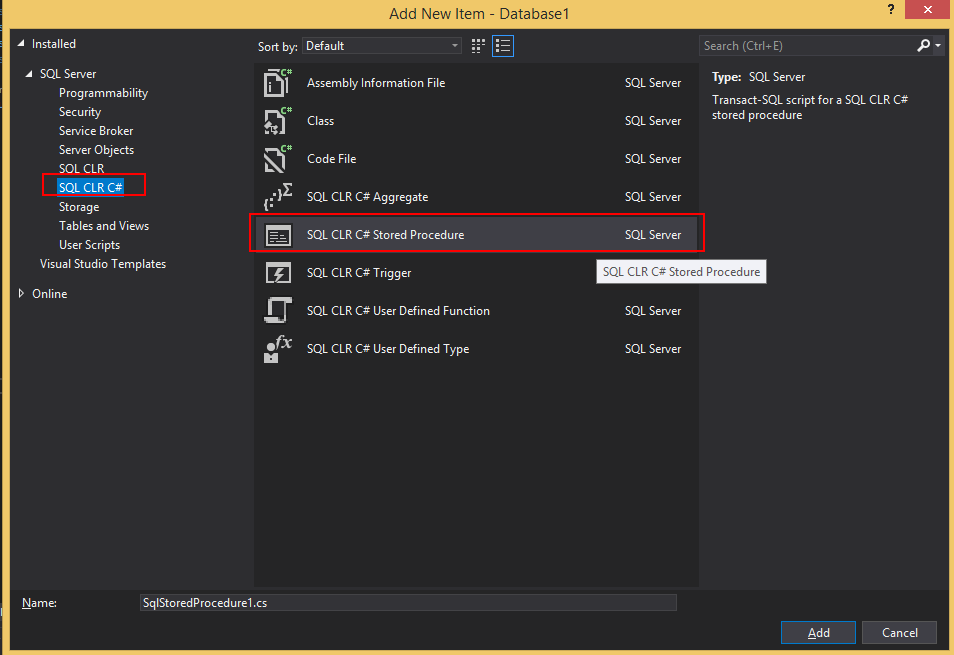 Add New Item - Database1
?
Installed
SQL Server
Programmability
Security
Service Broker
Server Objects
SQL CLR
SQL CLR C#
Storage
Tables and Views
User Scripts
Visual Studio Templates
Online
Sort by: Default
C# Assembly Information File SQL Server
C# Class SQL Server
C# Code File SQL Server
SQL CLR C# Aggregate SQL Server
SQL CLR C# Stored Procedure SQL Server
SQL CLR C# Trigger
SQL CLR C# Stored Procedure
SQL CLR C# User Defined Function SQL Server
SQL CLR C# User Defined Type SQL Server
Search (Ctrl+E)
Type: SQL Server
Transact-SQL script for a SQL CLR C#
stored procedure
Name: SqlStoredProcedure1.cs
Add Cancel